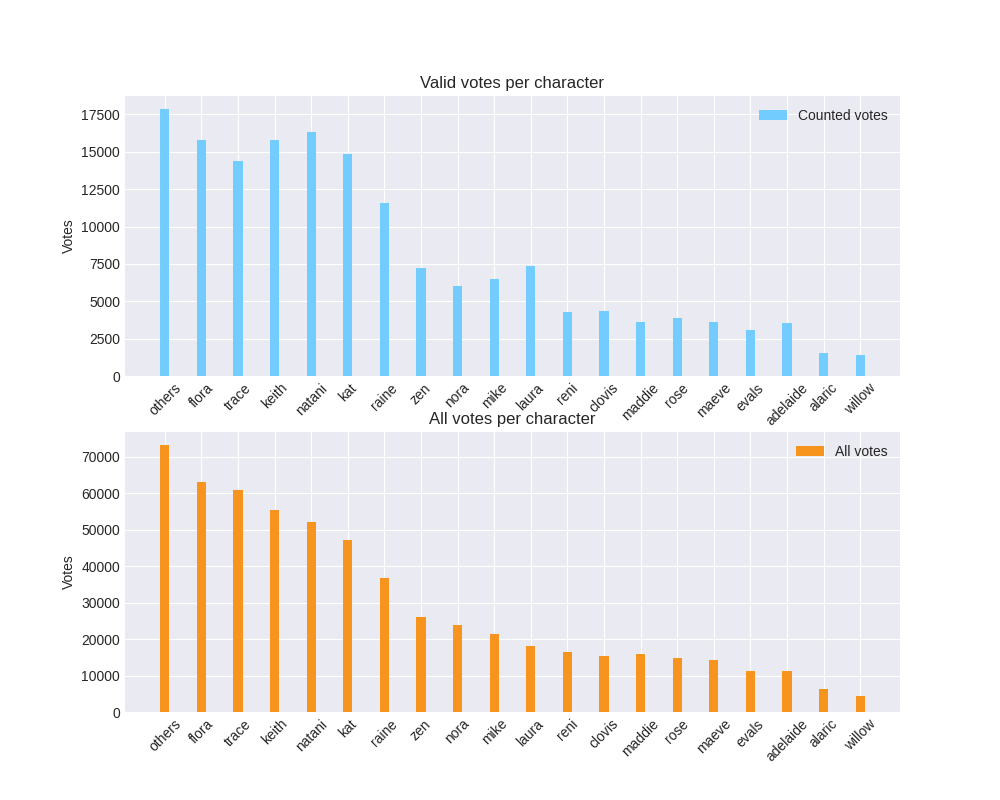 Valid votes per character
Counted votes
Votes
17500
15000
12500
10000
7500
5000
2500
0
others flora trace keith natani kat raine zen nora mike laura reni clovis maddie rose maeve evals adelaide alaric willow
All votes per character
All votes
Votes
70000
60000
50000
40000
30000
20000
10000
0
others flora trace keith natani kat raine zen nora mike laura reni clovis maddie rose maeve evals adelaide alaric willow